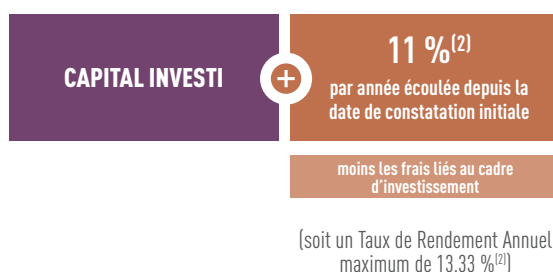 CAPITAL INVESTI
+
11 %(2)
par année écoulée depuis la
date de constatation initiale
moins les frais liés au cadre
d’investissement
(soit un Taux de Rendement Annuel
maximum de 13.33 %(2))